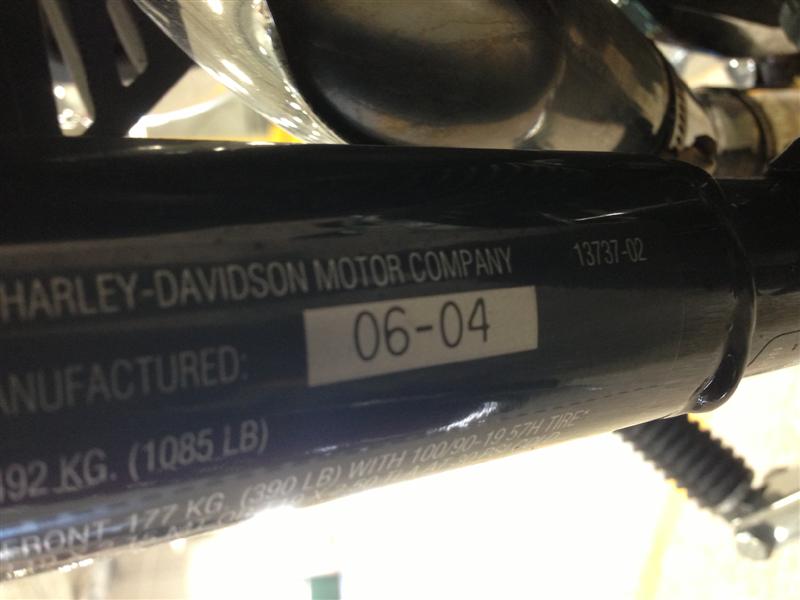 HARLEY-DAVIDSON MOTOR COMPANY 13737-02
MANUFACTURED: 06-04
492 KG. (1085 LB)
FRONT-177 KG. (390 LB) WITH 100/90-19 57H TIRE*